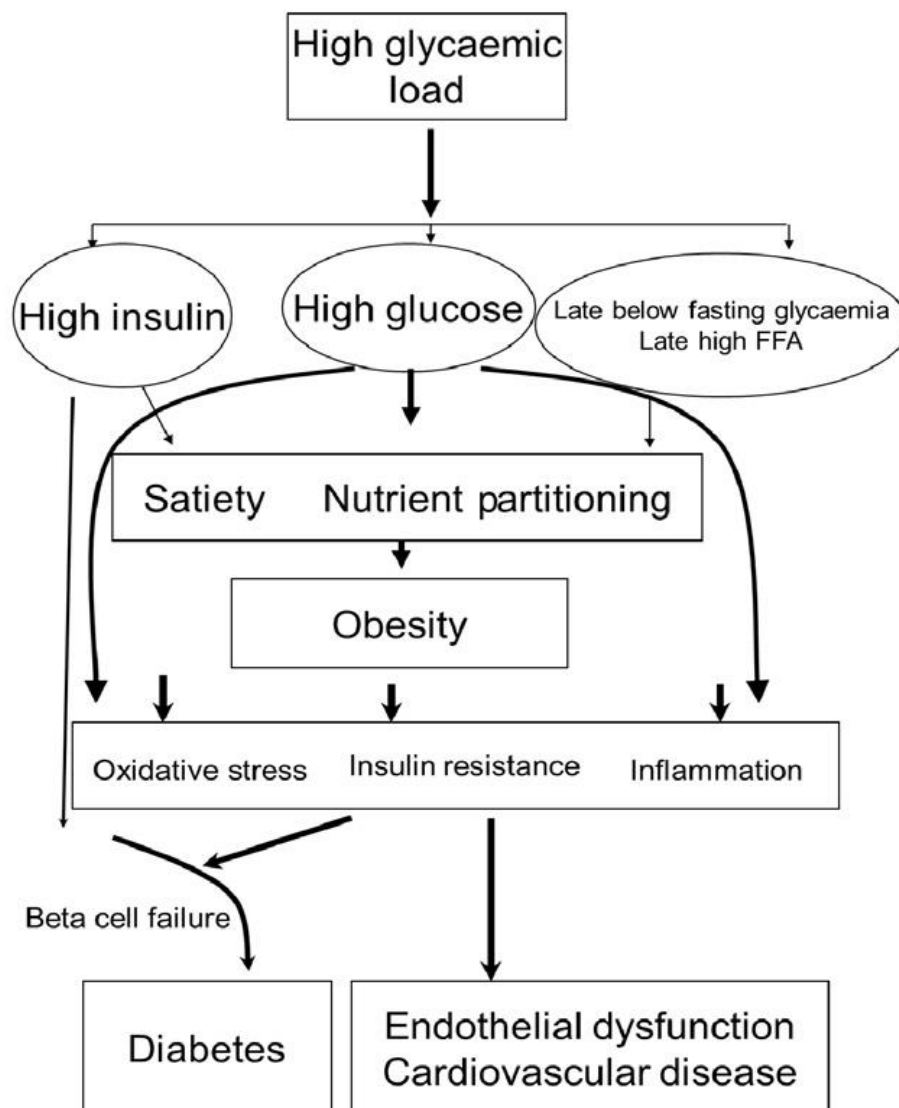 High glycaemic
load
High insulin
High glucose
Late below fasting glycaemia
Late high FFA
Satiety Nutrient partitioning
Obesity
Oxidative stress Insulin resistance Inflammation
Beta cell failure
Diabetes
Endothelial dysfunction
Cardiovascular disease